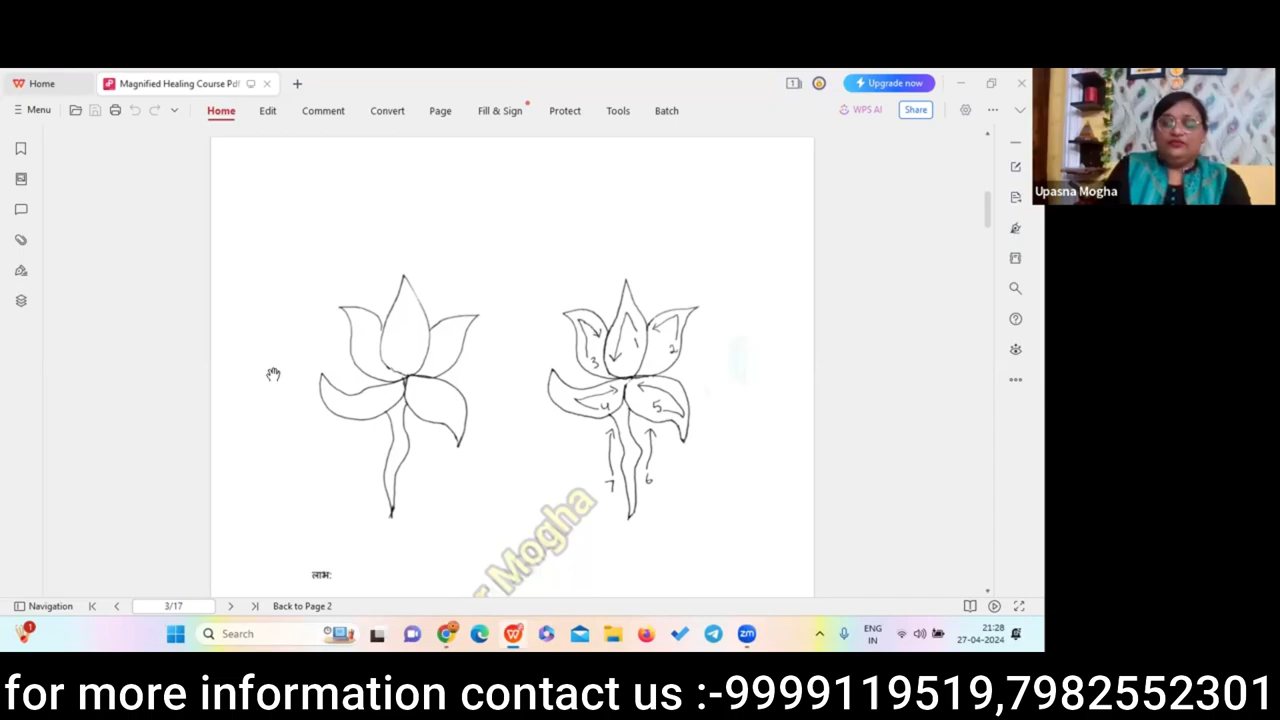 Home
Magnified Healing Course Pdf
1
Upgrade now
Menu
Home
Edit
Comment
Convert
Page
Fill & Sign
Protect
Tools
Batch
WPS AI
Share
Upasna Mogha
1
2
3
4
5
6
7
Mogha
लाभ:
Navigation
3/17
Back to Page 2
1
Search
ENG
IN
21:28
27-04-2024
for more information contact us :-9999119519,7982552301